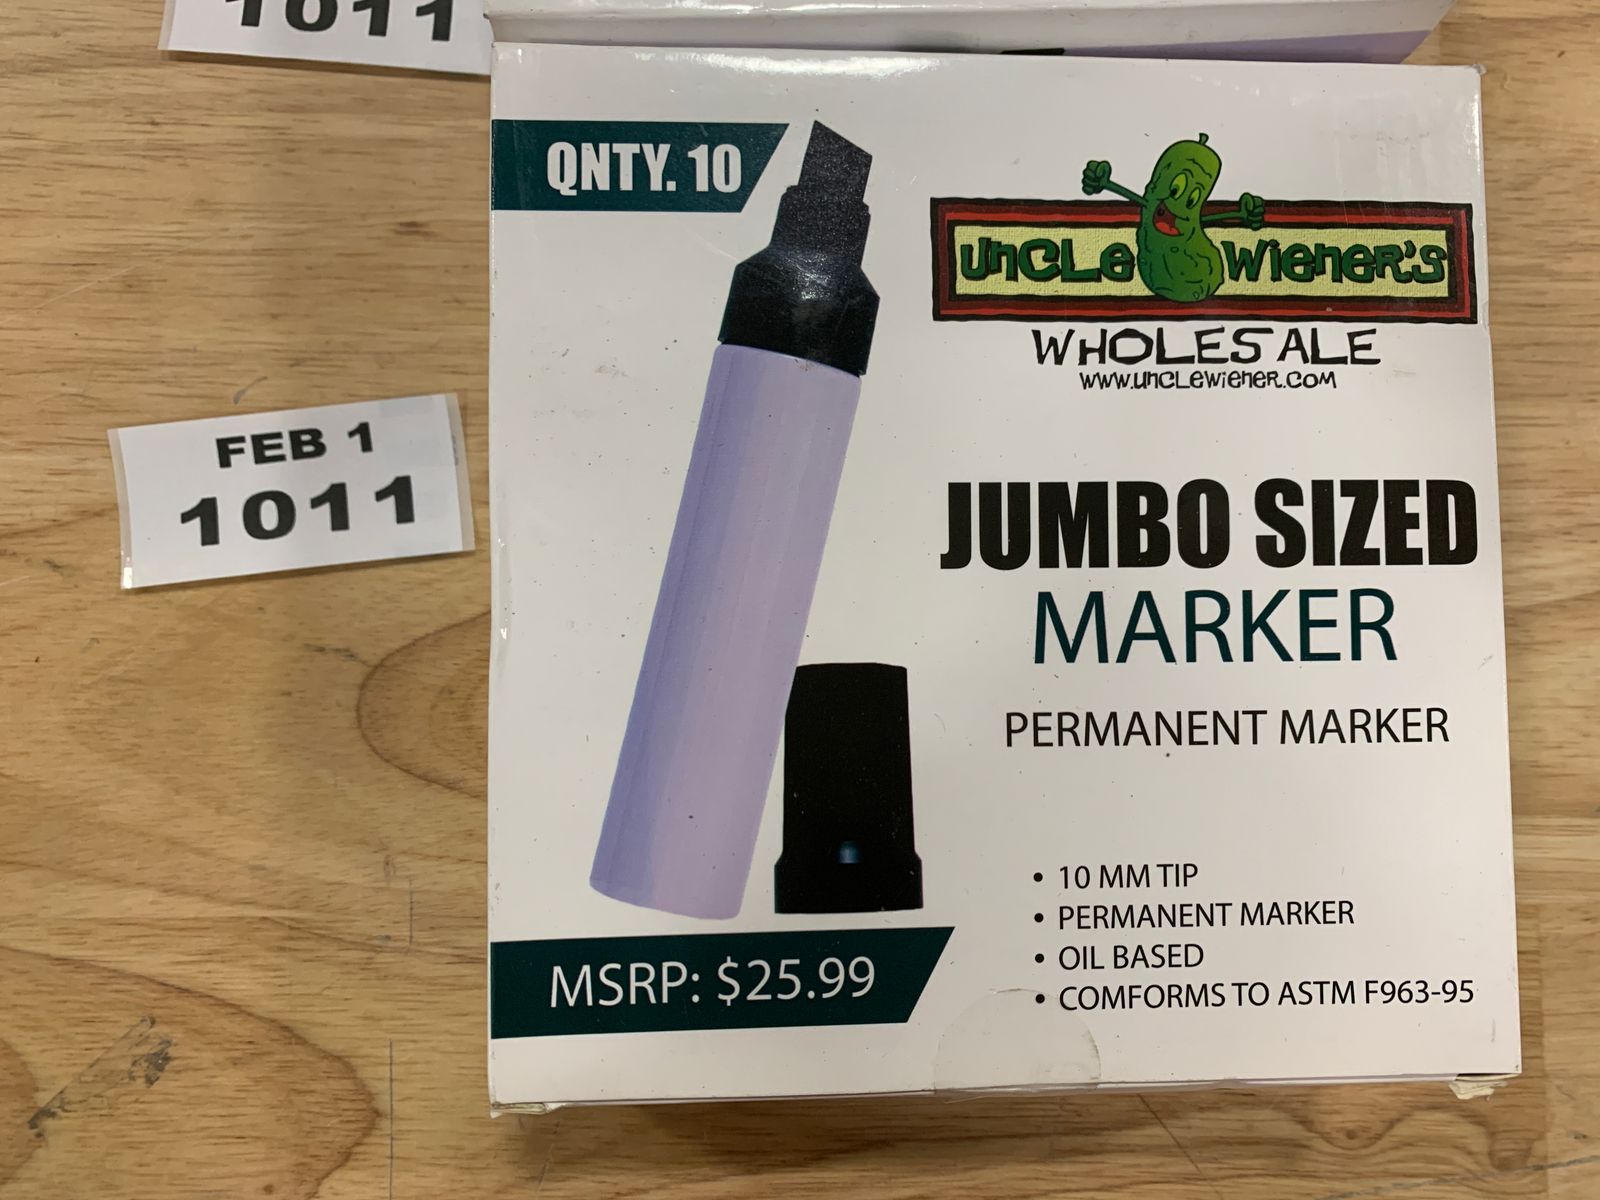 1011
FEB 1
1011
QNTY. 10
UNCLE WIENER'S
WHOLESALE
WWW.UNCLEWIENER.COM
JUMBO SIZED
MARKER
PERMANENT MARKER
• 10 MM TIP
• PERMANENT MARKER
• OIL BASED
• COMFORMS TO ASTM F963-95
MSRP: $25.99